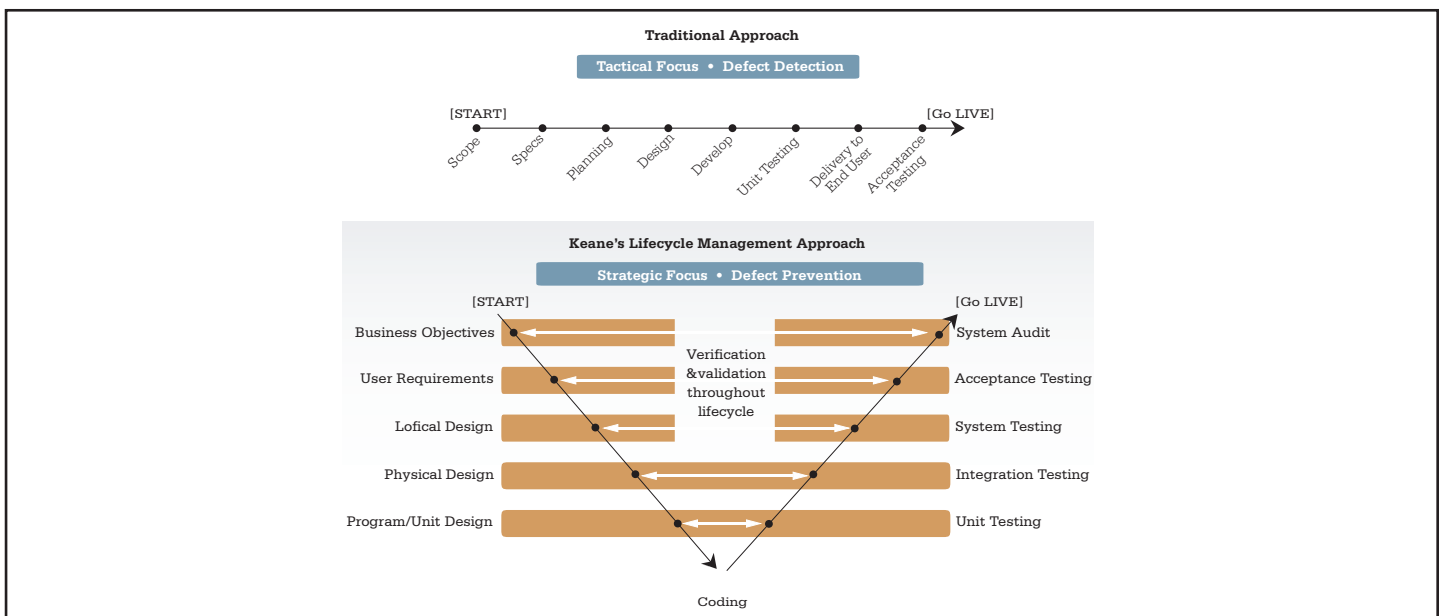 Traditional Approach
Tactical Focus • Defect Detection
[START]
[Go LIVE]
Scope
Specs
Planning
Design
Develop
Unit Testing
Delivery to
End User
Acceptance
Testing
Keane's Lifecycle Management Approach
Strategic Focus • Defect Prevention
[START]
[Go LIVE]
Business Objectives
System Audit
Verification
&validation
throughout
lifecycle
User Requirements
Acceptance Testing
Lofical Design
System Testing
Physical Design
Integration Testing
Program/Unit Design
Unit Testing
Coding